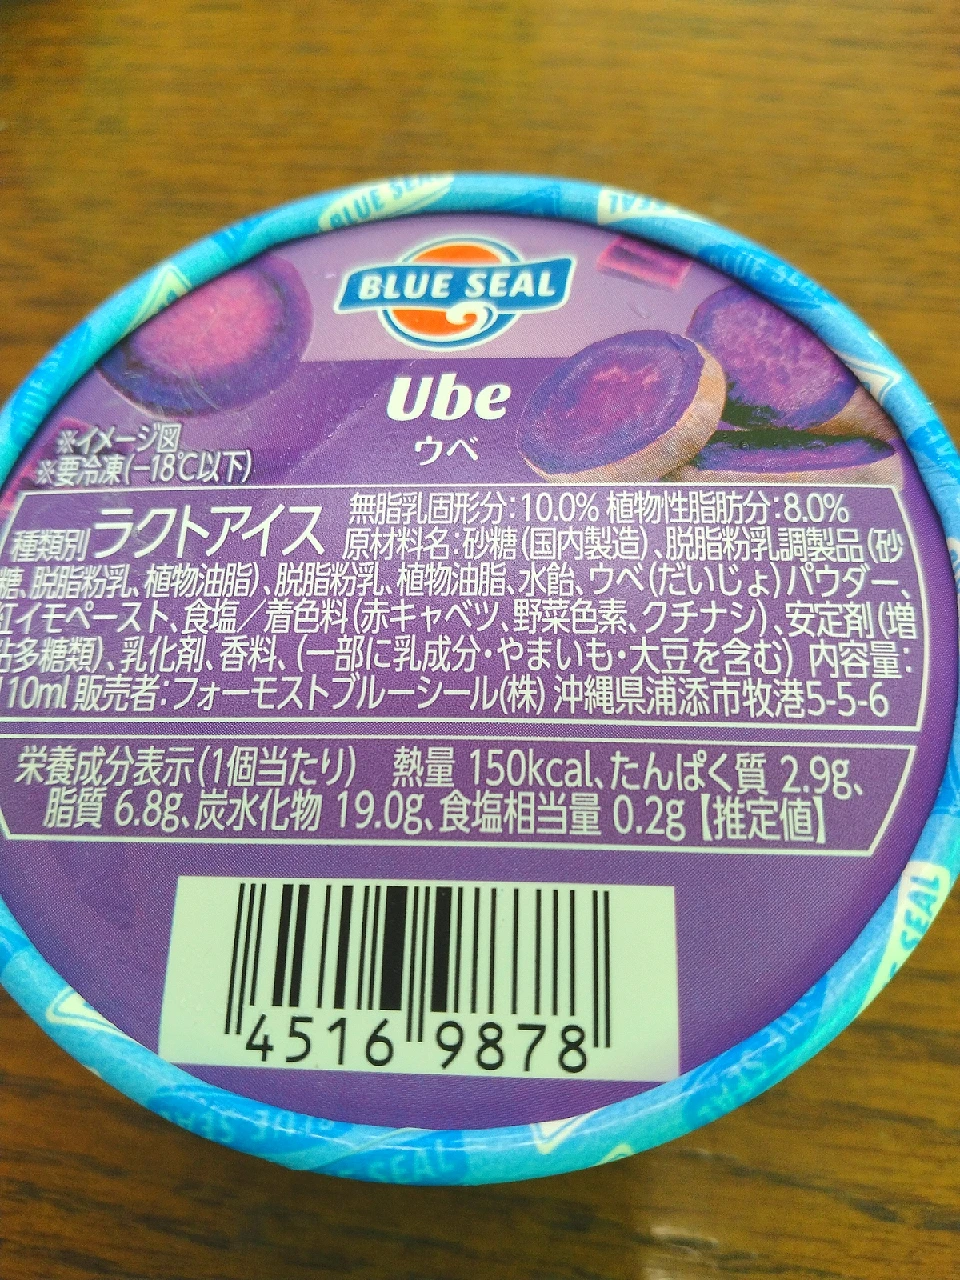 BLUE SEAL
BLUE SEAL
Ube
ウベ
※イメージ図
※要冷凍(−18℃以下)
無脂乳固形分:10.0% 植物性脂肪分:8.0%
種類別 ラクトアイス 原材料名:砂糖(国内製造)、脱脂粉乳調製品(砂
糖、脱脂粉乳、植物油脂)、脱脂粉乳、植物油脂、水飴、ウベ(だいじょ)パウダー、
紅イモペースト、食塩/着色料(赤キャベツ、野菜色素、クチナシ)、安定剤(増
粘多糖類)、乳化剤、香料、(一部に乳成分・やまいも・大豆を含む) 内容量:
110ml 販売者:フォーモストブルーシール(株) 沖縄県浦添市牧港5-5-6
栄養成分表示(1個当たり) 熱量 150kcal、たんぱく質 2.9g、
脂質 6.8g、炭水化物 19.0g、食塩相当量 0.2g【推定値】
4516 9878
SEAL